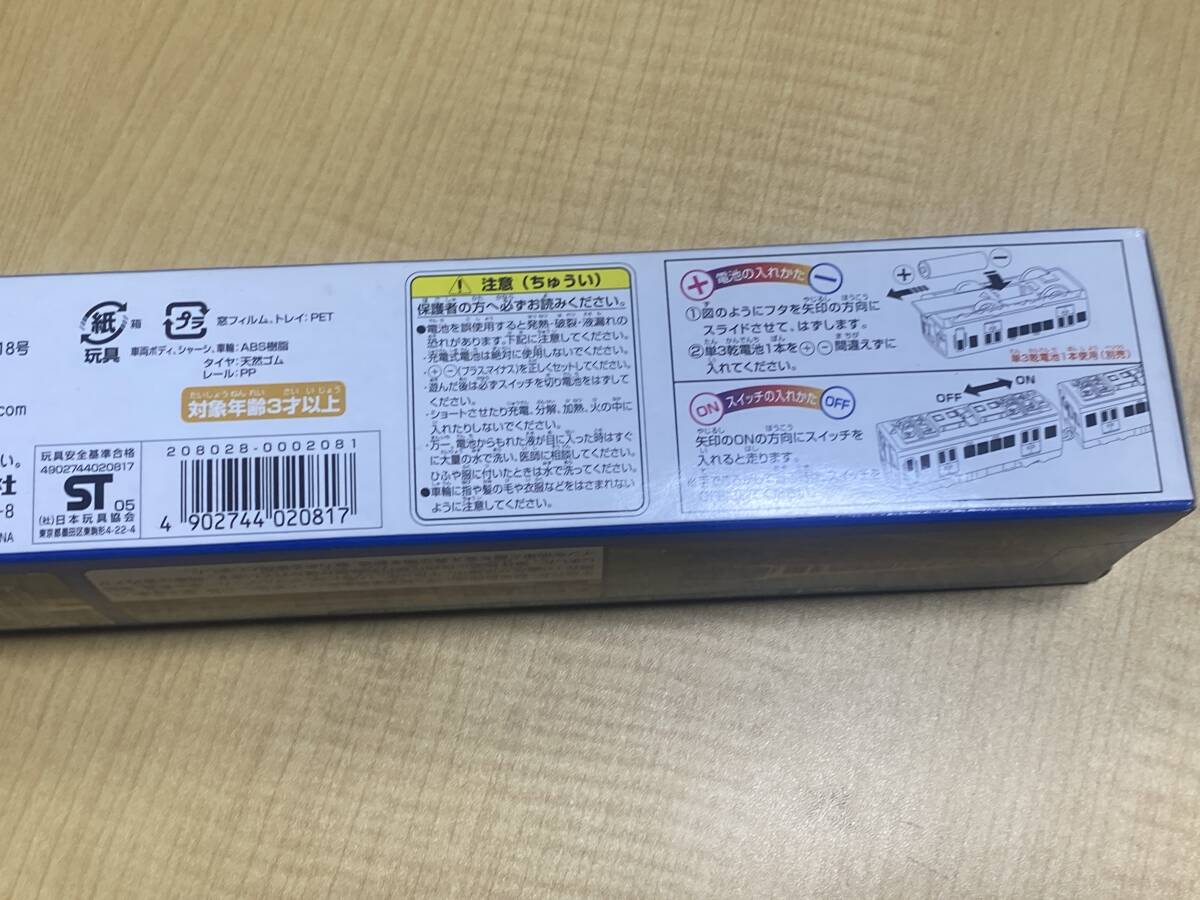 18号
.com
い。
社
-8
NA
紙
箱
玩具
プラ
窓フィルム、トレイ:PET
車両ボディ、シャーシ、車輪:ABS樹脂
タイヤ:天然ゴム
レール:PP
たいしょう ねん れい さい い じょう
対象年齢3才以上
玩具安全基準合格
4902744020817
ST
05
(社)日本玩具協会
東京都墨田区東駒形4-22-4
208028-0002081
4 902744 020817
注意(ちゅうい)
保護者の方へ必ずお読みください。
●電池を誤使用すると発熱・破裂・液漏れの
恐れがあります。下記に注意してください。
・充電式電池は絶対に使用しないでください。
・⊕⊖(プラスマイナス)を正しくセットしてください。
・遊んだ後は必ずスイッチを切り電池をはずして
ください。
・ショートさせたり充電、分解、加熱、火の中に
入れたりしないでください。
・万一、電池からもれた液が目に入った時はすぐ
に大量の水で洗い、医師に相談してください。
ひふや服に付いたときは水で洗ってください。
●車輪に指や髪の毛や衣服などをはさまれない
ように注意してください。
+ 電池の入れかた −
①図のようにフタを矢印の方向に
スライドさせて、はずします。
②単3乾電池1本を⊕⊖間違えずに
入れてください。
+
−
単3乾電池1本使用(別売)
ON スイッチの入れかた OFF
矢印のONの方向にスイッチを
入れると走ります。
OFF
ON